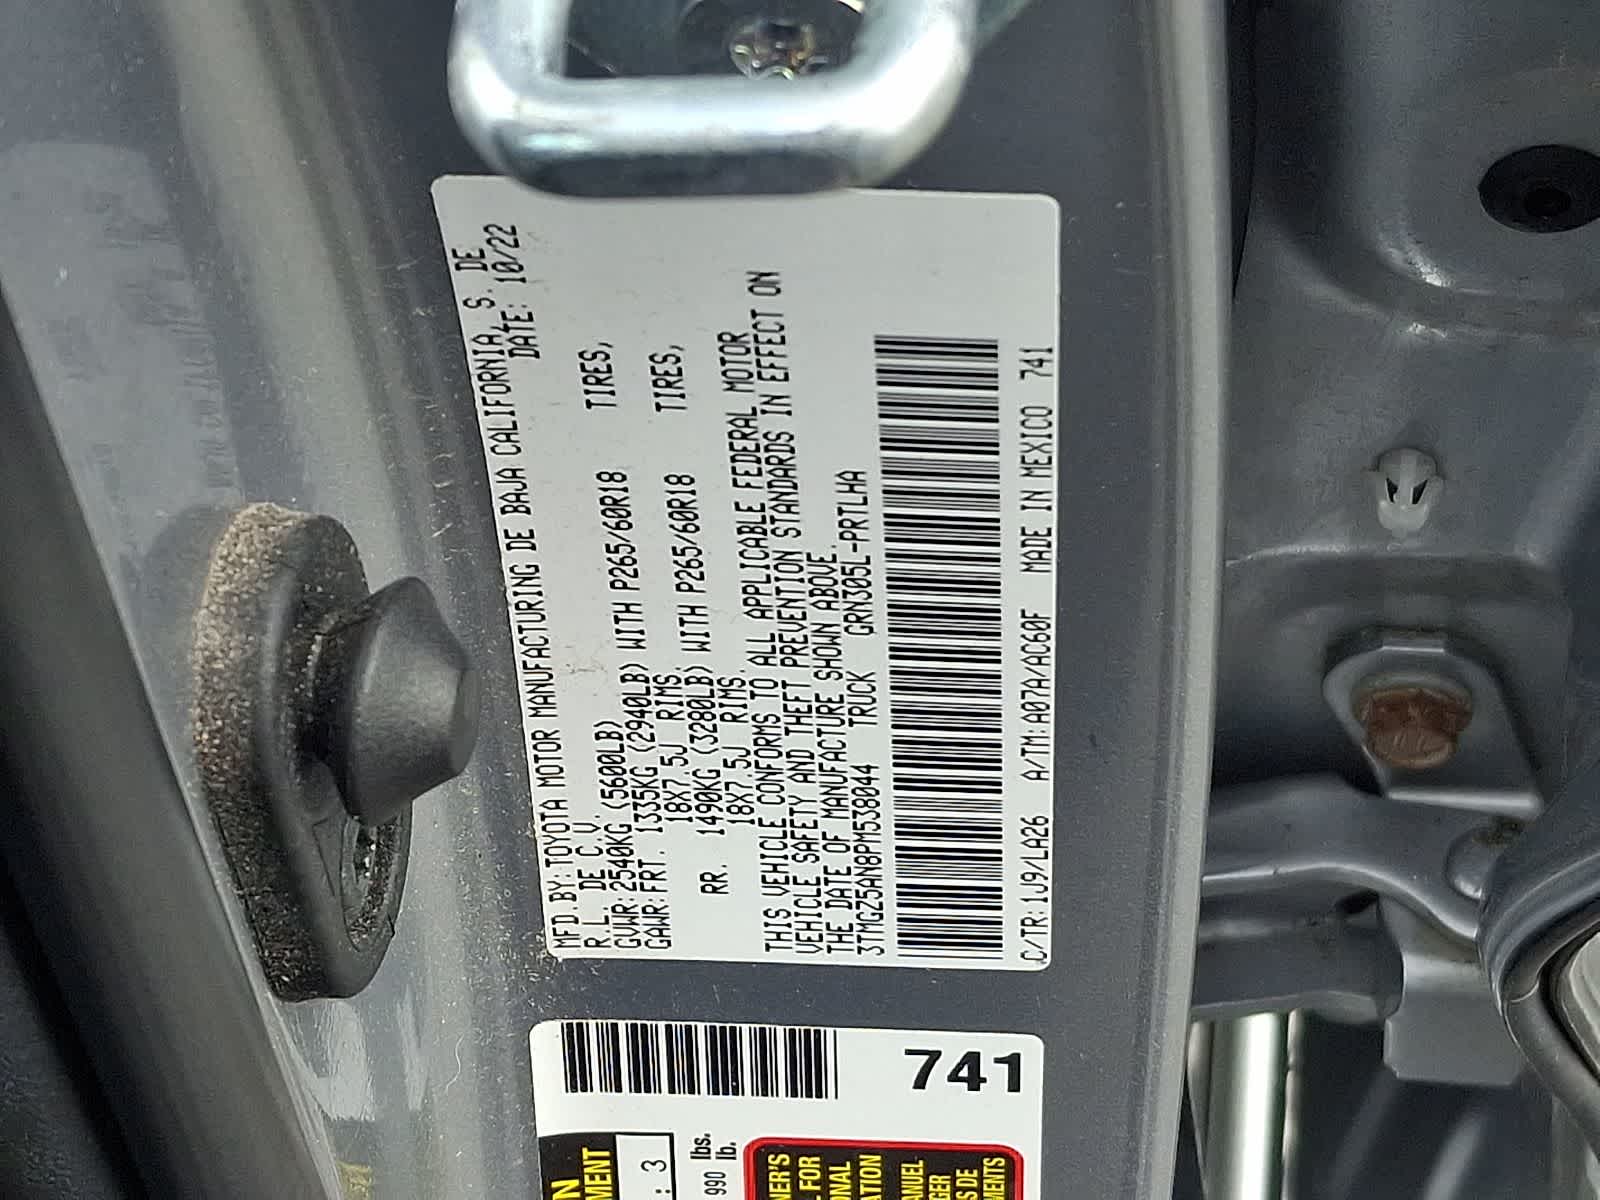 MFD.BY:TOYOTA MOTOR MANUFACTURING DE BAJA CALIFORNIA, S. DE
R.L. DE C.V. DATE: 10/22
GVWR:2540KG (5600LB)
GAWR:FRT. 1335KG (2940LB) WITH P265/60R18 TIRES,
18X7.5J RIMS.
RR. 1490KG (3280LB) WITH P265/60R18 TIRES,
18X7.5J RIMS.
THIS VEHICLE CONFORMS TO ALL APPLICABLE FEDERAL MOTOR
VEHICLE SAFETY AND THEFT PREVENTION STANDARDS IN EFFECT ON
THE DATE OF MANUFACTURE SHOWN ABOVE.
3TMGZ5AN8PM538044 TRUCK GRN305L-PRTLHA
C/TR:1J9/LA26 A/TM:A07A/AC60F MADE IN MEXICO 741
741
: 3
990 lbs.
lb.